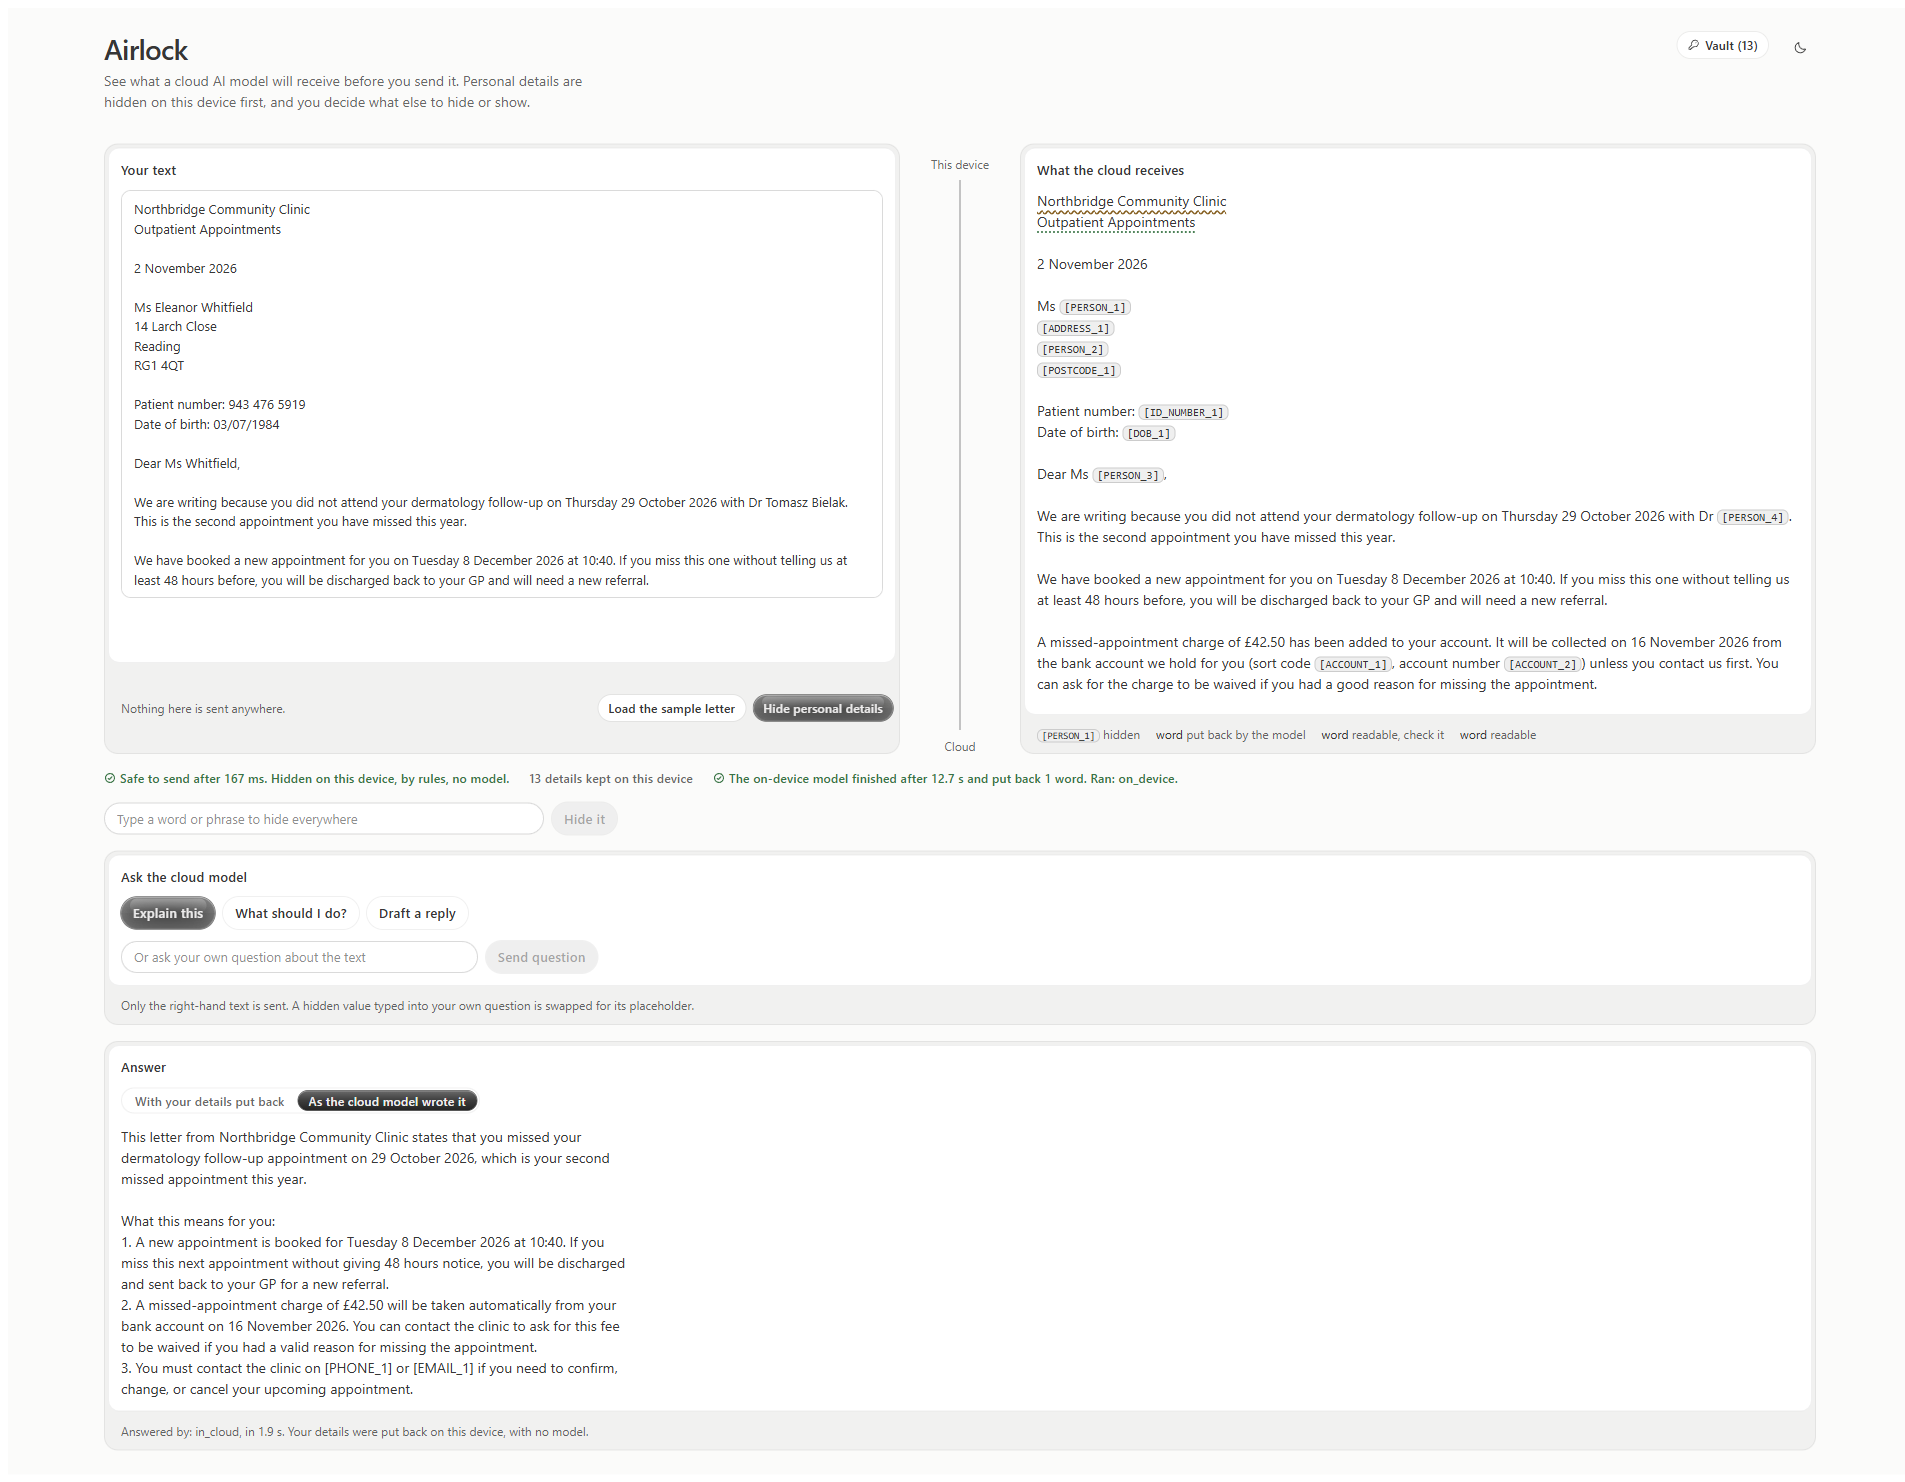 Airlock
Vault (13)
See what a cloud AI model will receive before you send it. Personal details are
hidden on this device first, and you decide what else to hide or show.
Your text
Northbridge Community Clinic
Outpatient Appointments
2 November 2026
Ms Eleanor Whitfield
14 Larch Close
Reading
RG1 4QT
Patient number: 943 476 5919
Date of birth: 03/07/1984
Dear Ms Whitfield,
We are writing because you did not attend your dermatology follow-up on Thursday 29 October 2026 with Dr Tomasz Bielak.
This is the second appointment you have missed this year.
We have booked a new appointment for you on Tuesday 8 December 2026 at 10:40. If you miss this one without telling us at
least 48 hours before, you will be discharged back to your GP and will need a new referral.
Nothing here is sent anywhere.
Load the sample letter
Hide personal details
This device
Cloud
What the cloud receives
Northbridge Community Clinic
Outpatient Appointments
2 November 2026
Ms [PERSON_1]
[ADDRESS_1]
[PERSON_2]
[POSTCODE_1]
Patient number: [ID_NUMBER_1]
Date of birth: [DOB_1]
Dear Ms [PERSON_3],
We are writing because you did not attend your dermatology follow-up on Thursday 29 October 2026 with Dr [PERSON_4].
This is the second appointment you have missed this year.
We have booked a new appointment for you on Tuesday 8 December 2026 at 10:40. If you miss this one without telling us
at least 48 hours before, you will be discharged back to your GP and will need a new referral.
A missed-appointment charge of £42.50 has been added to your account. It will be collected on 16 November 2026 from
the bank account we hold for you (sort code [ACCOUNT_1], account number [ACCOUNT_2]) unless you contact us first. You
can ask for the charge to be waived if you had a good reason for missing the appointment.
[PERSON_1] hidden word put back by the model word readable, check it word readable
Safe to send after 167 ms. Hidden on this device, by rules, no model. 13 details kept on this device The on-device model finished after 12.7 s and put back 1 word. Ran: on_device.
Type a word or phrase to hide everywhere
Hide it
Ask the cloud model
Explain this
What should I do?
Draft a reply
Or ask your own question about the text
Send question
Only the right-hand text is sent. A hidden value typed into your own question is swapped for its placeholder.
Answer
With your details put back
As the cloud model wrote it
This letter from Northbridge Community Clinic states that you missed your
dermatology follow-up appointment on 29 October 2026, which is your second
missed appointment this year.
What this means for you:
1. A new appointment is booked for Tuesday 8 December 2026 at 10:40. If you
miss this next appointment without giving 48 hours notice, you will be discharged
and sent back to your GP for a new referral.
2. A missed-appointment charge of £42.50 will be taken automatically from your
bank account on 16 November 2026. You can contact the clinic to ask for this fee
to be waived if you had a valid reason for missing the appointment.
3. You must contact the clinic on [PHONE_1] or [EMAIL_1] if you need to confirm,
change, or cancel your upcoming appointment.
Answered by: in_cloud, in 1.9 s. Your details were put back on this device, with no model.